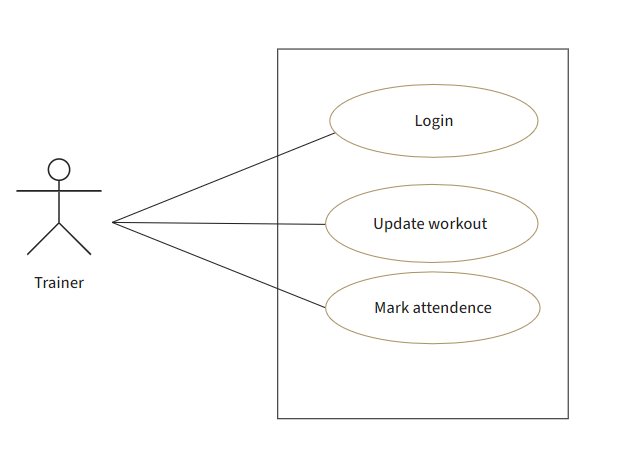 Login
Update workout
Mark attendence
Trainer